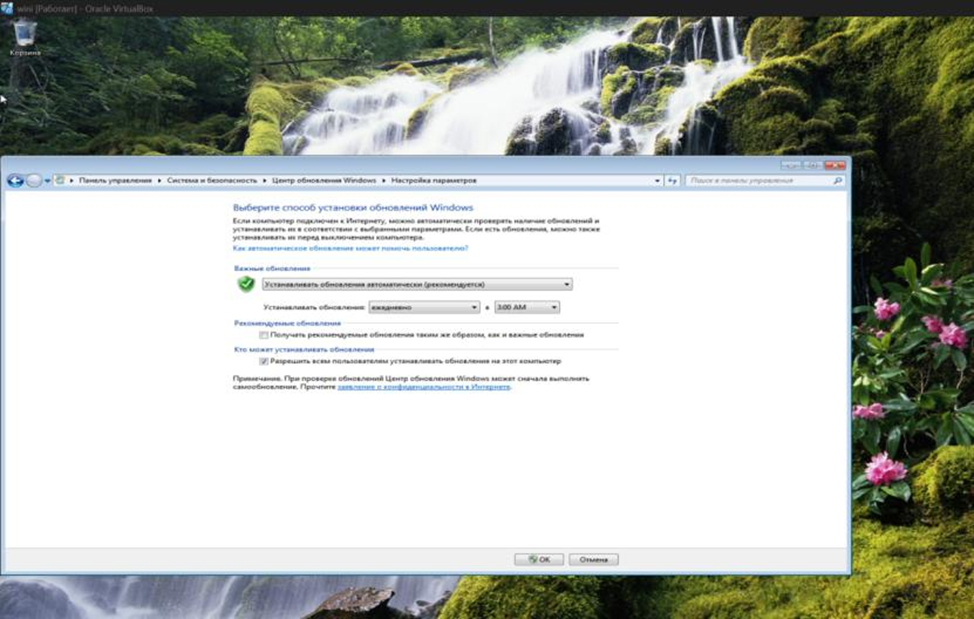 wini [Работает] - Oracle VirtualBox
Корзина
Панель управления ▸ Система и безопасность ▸ Центр обновления Windows ▸ Настройка параметров
Поиск в панели управления
Выберите способ установки обновлений Windows
Если компьютер подключен к Интернету, можно автоматически проверять наличие обновлений и
устанавливать их в соответствии с выбранными параметрами. Если есть обновления, можно также
устанавливать их перед выключением компьютера.
Как автоматическое обновление может помочь пользователю?
Важные обновления
Устанавливать обновления автоматически (рекомендуется)
Устанавливать обновления: ежедневно в 3:00 AM
Рекомендуемые обновления
Получать рекомендуемые обновления таким же образом, как и важные обновления
Кто может устанавливать обновления
Разрешить всем пользователям устанавливать обновления на этот компьютер
Примечание. При проверке обновлений Центр обновления Windows может сначала выполнять
самообновление. Прочтите заявление о конфиденциальности в Интернете.
OK
Отмена